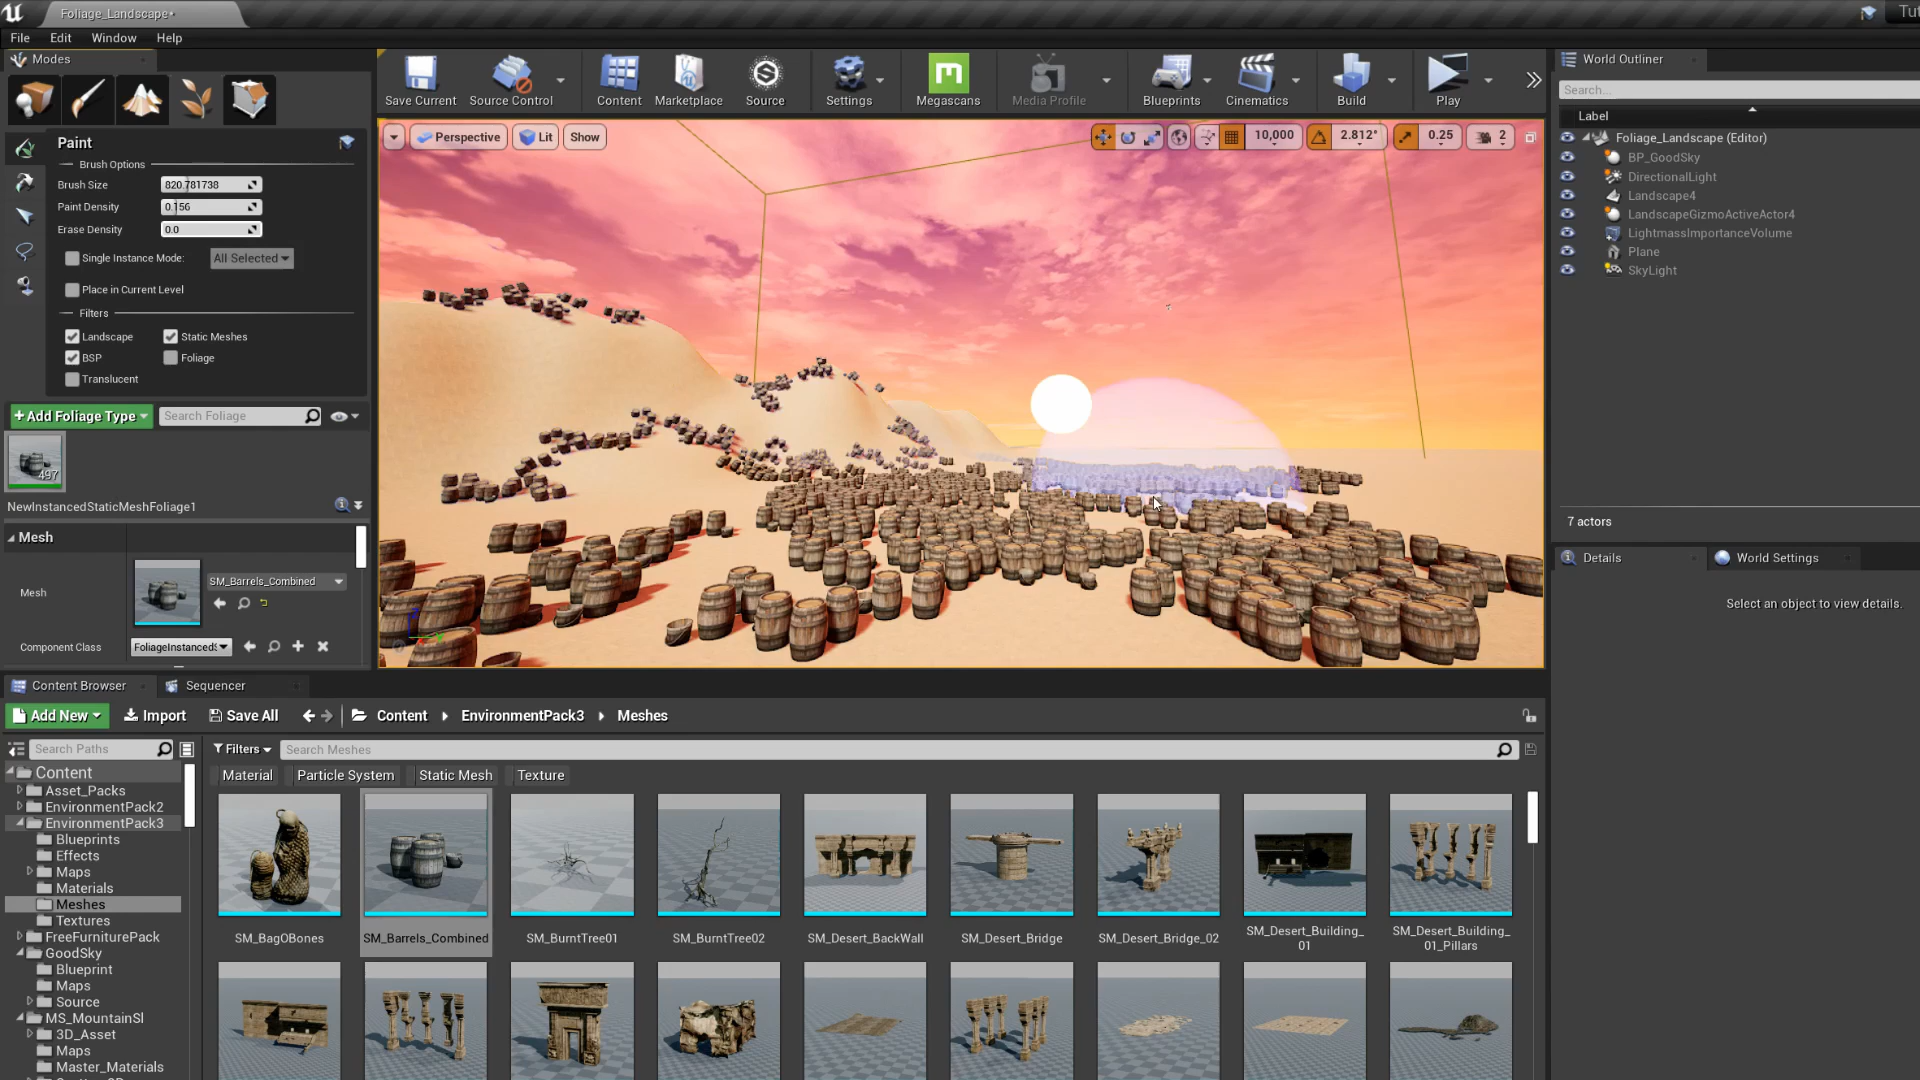 Foliage_Landscape•
Tut
File Edit Window Help
Modes
Save Current
Source Control
Content
Marketplace
Source
Settings
Megascans
Media Profile
Blueprints
Cinematics
Build
Play
World Outliner
Search...
Label
Foliage_Landscape (Editor)
BP_GoodSky
DirectionalLight
Landscape4
LandscapeGizmoActiveActor4
LightmassImportanceVolume
Plane
SkyLight
7 actors
Details
World Settings
Select an object to view details.
Paint
Brush Options
Brush Size 820.781738
Paint Density 0.156
Erase Density 0.0
Single Instance Mode: All Selected
Place in Current Level
Filters
Landscape Static Meshes
BSP Foliage
Translucent
+Add Foliage Type Search Foliage
497
NewInstancedStaticMeshFoliage1
Mesh
Mesh SM_Barrels_Combined
Component Class FoliageInstancedS
Perspective Lit Show
10,000 2.812° 0.25 2
Content Browser Sequencer
Add New Import Save All Content EnvironmentPack3 Meshes
Search Paths
Filters Search Meshes
Material Particle System Static Mesh Texture
Content
Asset_Packs
EnvironmentPack2
EnvironmentPack3
Blueprints
Effects
Maps
Materials
Meshes
Textures
FreeFurniturePack
GoodSky
Blueprint
Maps
Source
MS_MountainSl
3D_Asset
Maps
Master_Materials
SM_BagOBones
SM_Barrels_Combined
SM_BurntTree01
SM_BurntTree02
SM_Desert_BackWall
SM_Desert_Bridge
SM_Desert_Bridge_02
SM_Desert_Building_
01
SM_Desert_Building_
01_Pillars